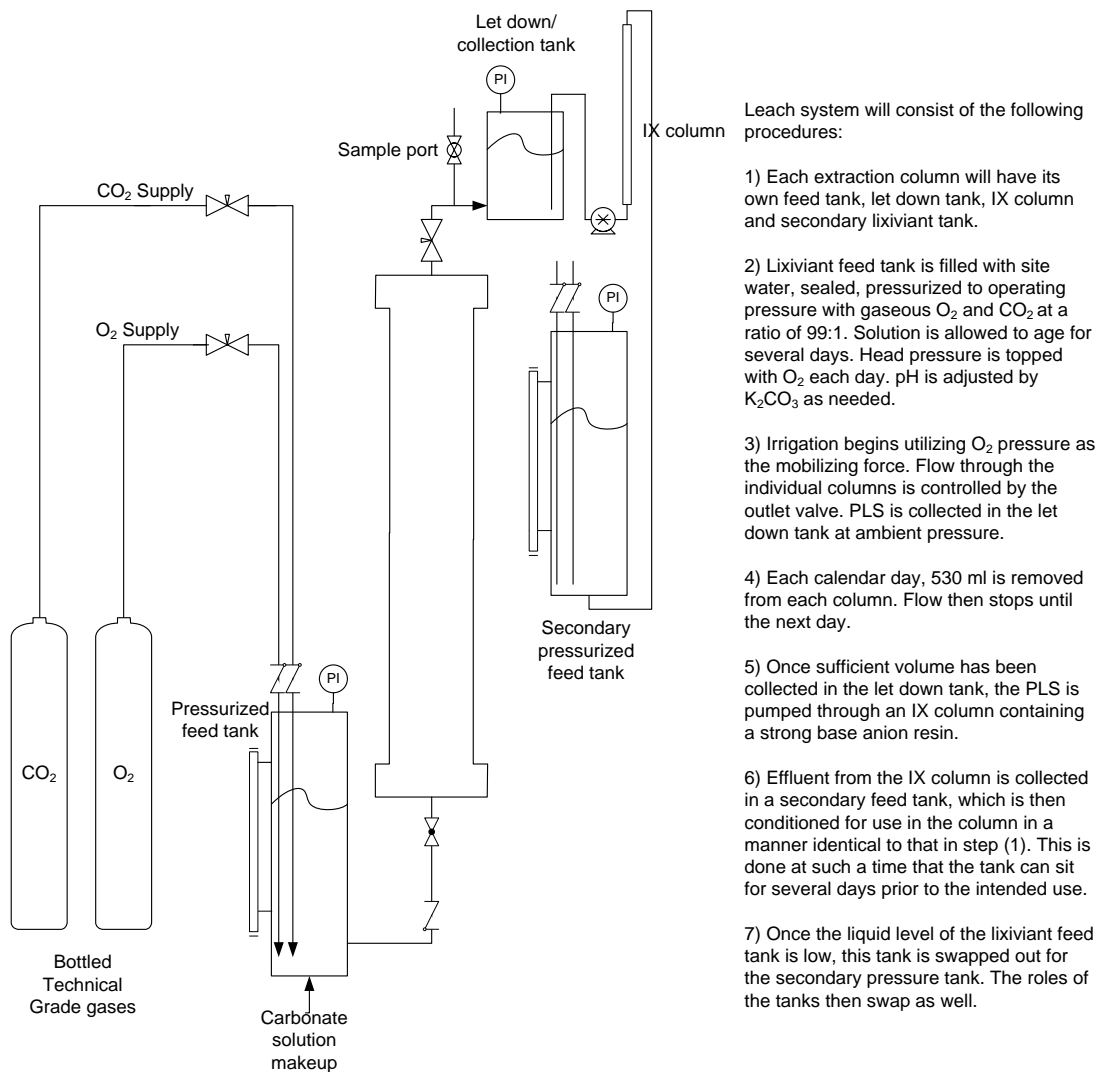 Let down/
collection tank
PI
IX column
Sample port
CO₂ Supply
O₂ Supply
PI
Secondary
pressurized
feed tank
PI
Pressurized
feed tank
CO₂
O₂
Bottled
Technical
Grade gases
Carbonate
solution
makeup
Leach system will consist of the following
procedures:
1) Each extraction column will have its
own feed tank, let down tank, IX column
and secondary lixiviant tank.
2) Lixiviant feed tank is filled with site
water, sealed, pressurized to operating
pressure with gaseous O₂ and CO₂ at a
ratio of 99:1. Solution is allowed to age for
several days. Head pressure is topped
with O₂ each day. pH is adjusted by
K₂CO₃ as needed.
3) Irrigation begins utilizing O₂ pressure as
the mobilizing force. Flow through the
individual columns is controlled by the
outlet valve. PLS is collected in the let
down tank at ambient pressure.
4) Each calendar day, 530 ml is removed
from each column. Flow then stops until
the next day.
5) Once sufficient volume has been
collected in the let down tank, the PLS is
pumped through an IX column containing
a strong base anion resin.
6) Effluent from the IX column is collected
in a secondary feed tank, which is then
conditioned for use in the column in a
manner identical to that in step (1). This is
done at such a time that the tank can sit
for several days prior to the intended use.
7) Once the liquid level of the lixiviant feed
tank is low, this tank is swapped out for
the secondary pressure tank. The roles of
the tanks then swap as well.